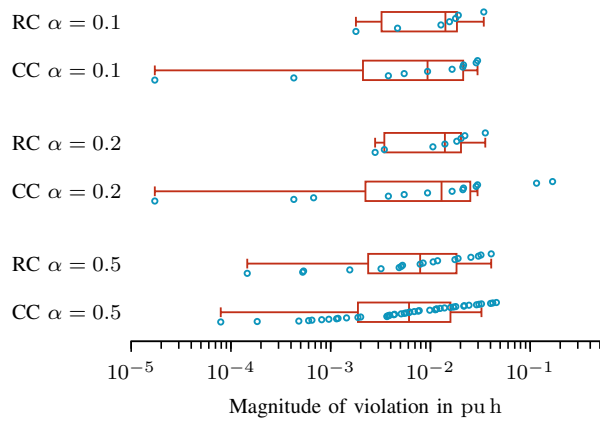 RC α = 0.1
CC α = 0.1
RC α = 0.2
CC α = 0.2
RC α = 0.5
CC α = 0.5
10⁻⁵ 10⁻⁴ 10⁻³ 10⁻² 10⁻¹
Magnitude of violation in pu h